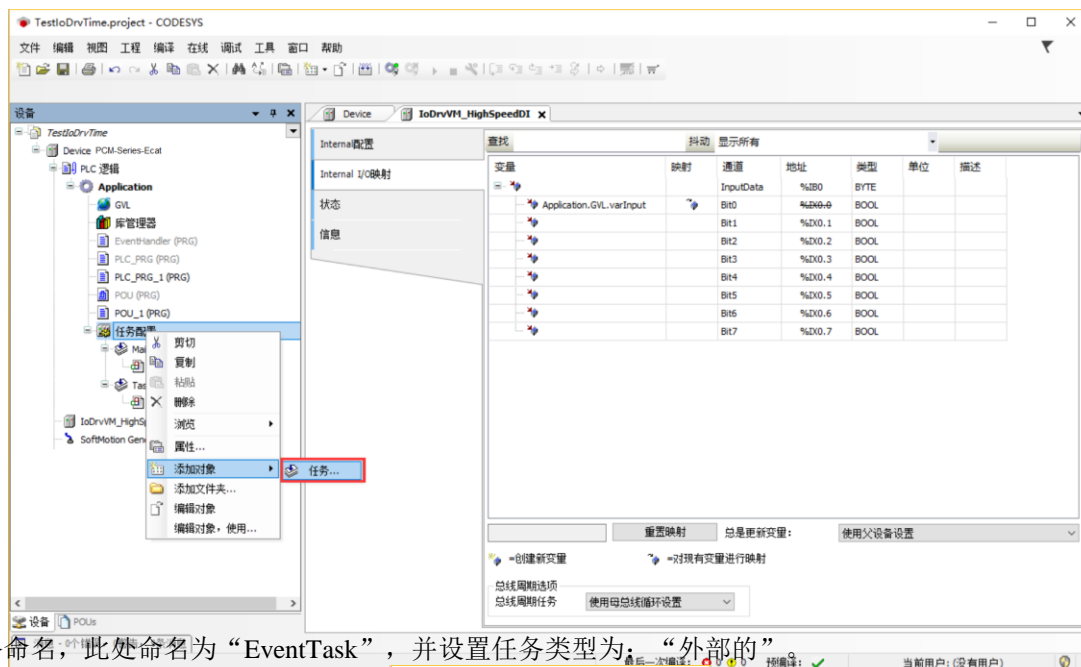 TestIoDrvTime.project - CODESYS
文件 编辑 视图 工程 编译 在线 调试 工具 窗口 帮助
设备
Device
IoDrvVM_HighSpeedDI
TestIoDrvTime
Device PCM-Series-Ecat
PLC 逻辑
Application
GVL
库管理器
EventHandler (PRG)
PLC_PRG (PRG)
PLC_PRG_1 (PRG)
POU (PRG)
POU_1 (PRG)
任务配置
Mai
Tas
IoDrvVM_HighSp
SoftMotion Gen
剪切
复制
粘贴
删除
浏览
属性...
添加对象
任务...
添加文件夹...
编辑对象
编辑对象，使用...
Internal配置
Internal I/O映射
状态
信息
查找 抖动 显示所有
变量 映射 通道 地址 类型 单位 描述
InputData %IB0 BYTE
Application.GVL.varInput Bit0 %IX0.0 BOOL
Bit1 %IX0.1 BOOL
Bit2 %IX0.2 BOOL
Bit3 %IX0.3 BOOL
Bit4 %IX0.4 BOOL
Bit5 %IX0.5 BOOL
Bit6 %IX0.6 BOOL
Bit7 %IX0.7 BOOL
重置映射 总是更新变量： 使用父设备设置
=创建新变量 =对现有变量进行映射
总线周期选项
总线周期任务 使用母总线循环设置
设备 POUs
命名，此处命名为“EventTask”，并设置任务类型为：“外部的”。
最后一次编译： 0 0 预编译： 当前用户: (没有用户)